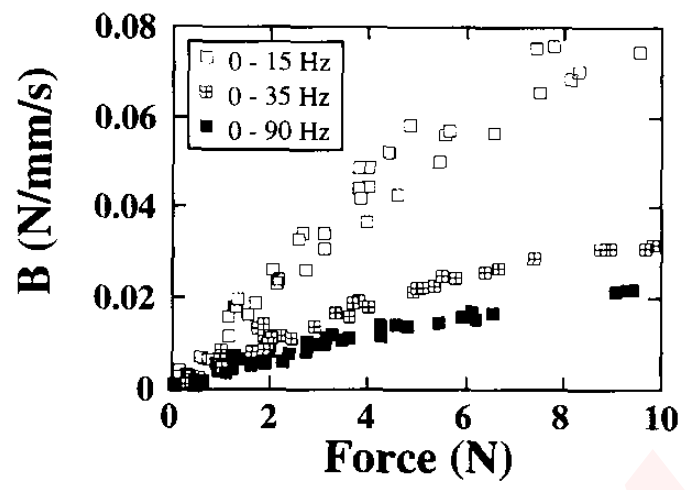 0.08
0.06
0.04
0.02
0
B (N/mm/s)
0 - 15 Hz
0 - 35 Hz
0 - 90 Hz
0 2 4 6 8 10
Force (N)